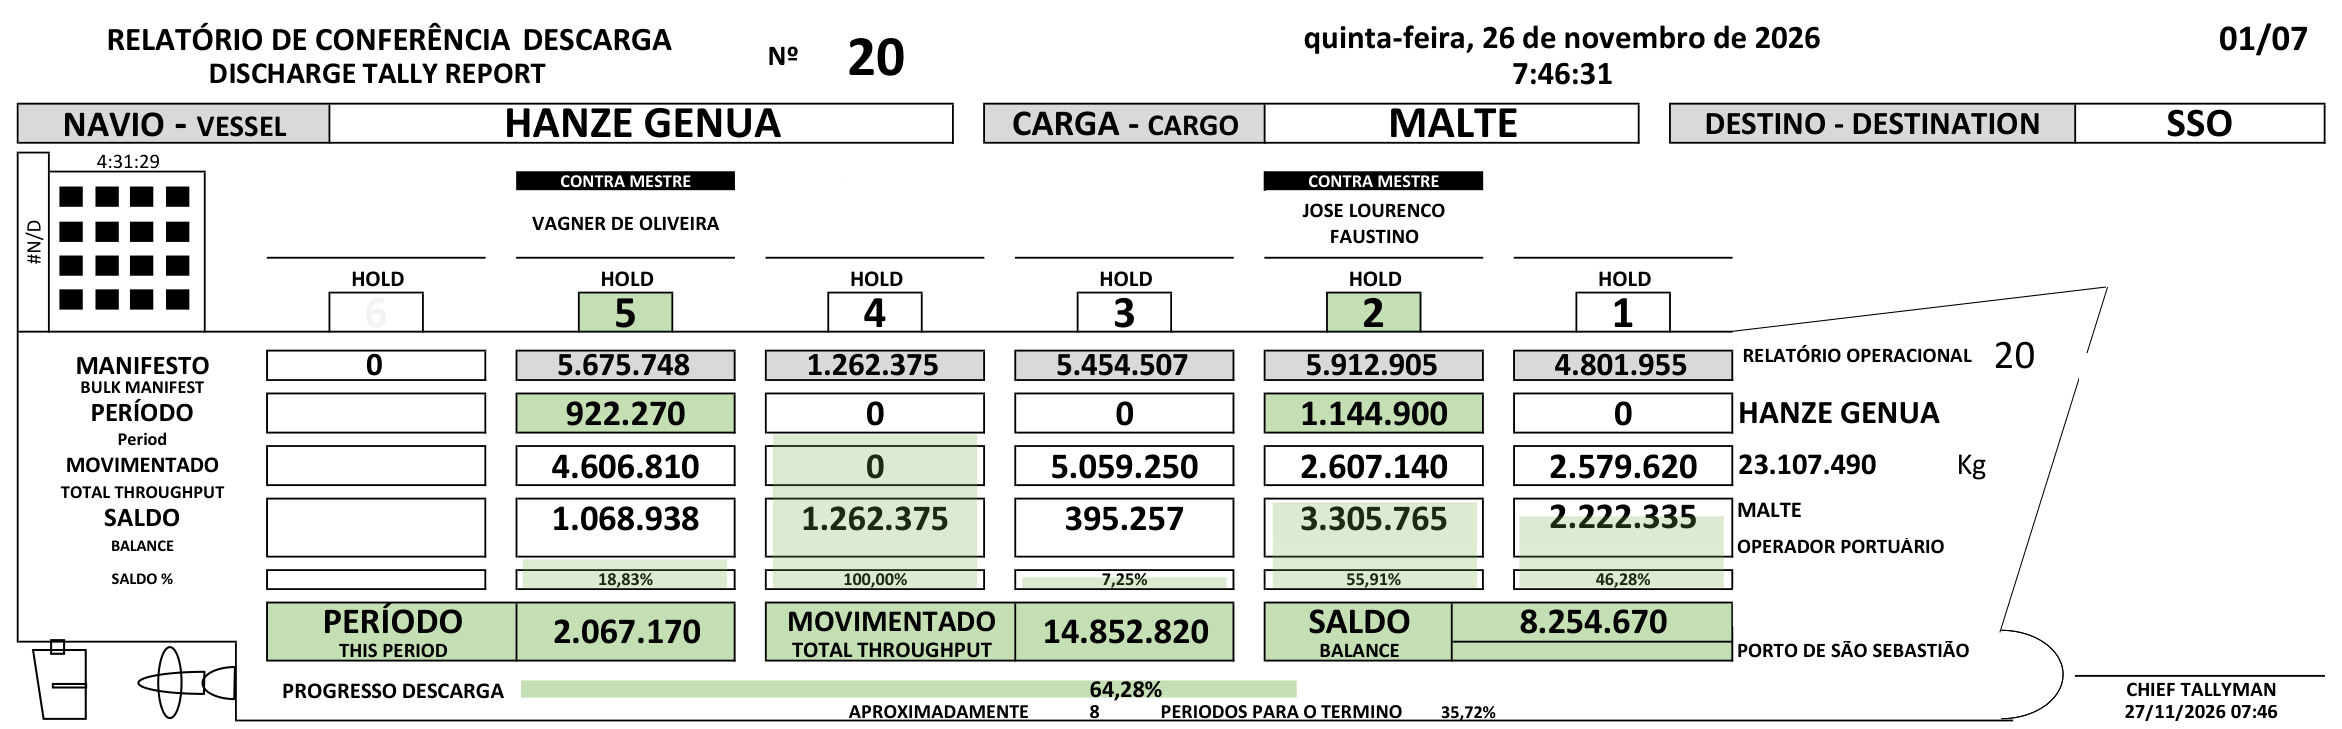 RELATÓRIO DE CONFERÊNCIA DESCARGA
DISCHARGE TALLY REPORT
Nº 20
quinta-feira, 26 de novembro de 2026
7:46:31
01/07
NAVIO - VESSEL HANZE GENUA CARGA - CARGO MALTE DESTINO - DESTINATION SSO
4:31:29
#N/D
CONTRA MESTRE CONTRA MESTRE
VAGNER DE OLIVEIRA
JOSE LOURENCO
FAUSTINO
HOLD HOLD HOLD HOLD HOLD HOLD
6 5 4 3 2 1
MANIFESTO 0 5.675.748 1.262.375 5.454.507 5.912.905 4.801.955 RELATÓRIO OPERACIONAL 20
BULK MANIFEST
PERÍODO 922.270 0 0 1.144.900 0 HANZE GENUA
Period
MOVIMENTADO 4.606.810 0 5.059.250 2.607.140 2.579.620 23.107.490 Kg
TOTAL THROUGHPUT
SALDO 1.068.938 1.262.375 395.257 3.305.765 2.222.335 MALTE
BALANCE OPERADOR PORTUÁRIO
SALDO % 18,83% 100,00% 7,25% 55,91% 46,28%
PERÍODO 2.067.170 MOVIMENTADO 14.852.820 SALDO 8.254.670
THIS PERIOD TOTAL THROUGHPUT BALANCE PORTO DE SÃO SEBASTIÃO
PROGRESSO DESCARGA 64,28%
APROXIMADAMENTE 8 PERIODOS PARA O TERMINO 35,72%
CHIEF TALLYMAN
27/11/2026 07:46